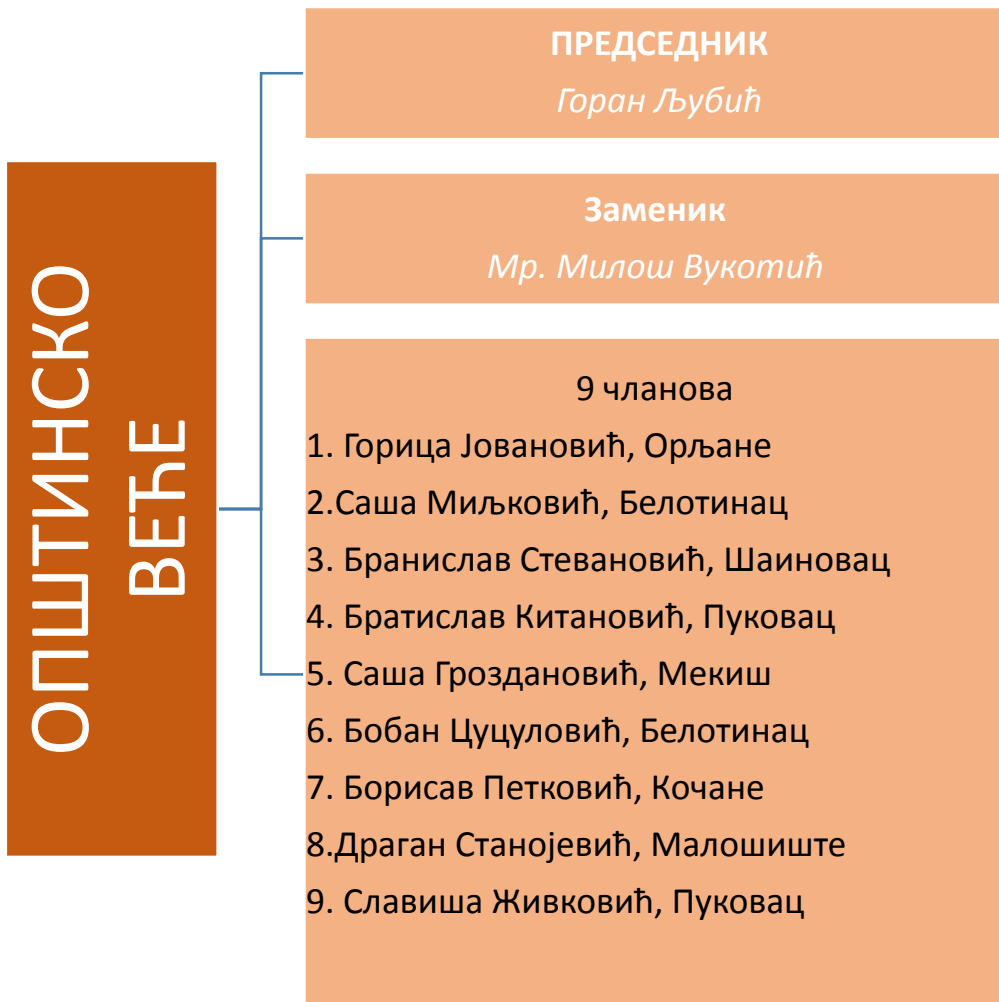 ОПШТИНСКО
ВЕЋЕ
ПРЕДСЕДНИК
Горан Љубић
Заменик
Мр. Милош Вукотић
9 чланова
1. Горица Јовановић, Орљане
2.Саша Миљковић, Белотинац
3. Бранислав Стевановић, Шаиновац
4. Братислав Китановић, Пуковац
5. Саша Гроздановић, Мекиш
6. Бобан Цуцуловић, Белотинац
7. Борисав Петковић, Кочане
8.Драган Станојевић, Малошиште
9. Славиша Живковић, Пуковац